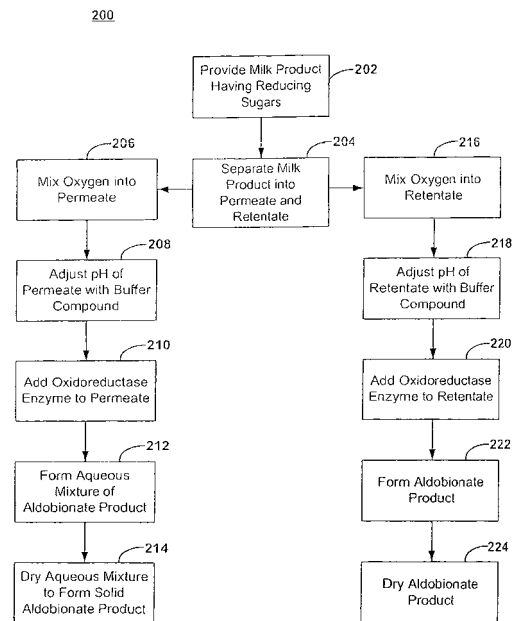 200
202
Provide Milk Product
Having Reducing
Sugars
204
Separate Milk
Product into
Permeate and
Retentate
206
Mix Oxygen into
Permeate
208
Adjust pH of
Permeate with Buffer
Compound
210
Add Oxidoreductase
Enzyme to Permeate
212
Form Aqueous
Mixture of
Aldobionate Product
214
Dry Aqueous Mixture
to Form Solid
Aldobionate Product
216
Mix Oxygen into
Retentate
218
Adjust pH of
Retentate with Buffer
Compound
220
Add Oxidoreductase
Enzyme to Retentate
222
Form Aldobionate
Product
224
Dry Aldobionate
Product